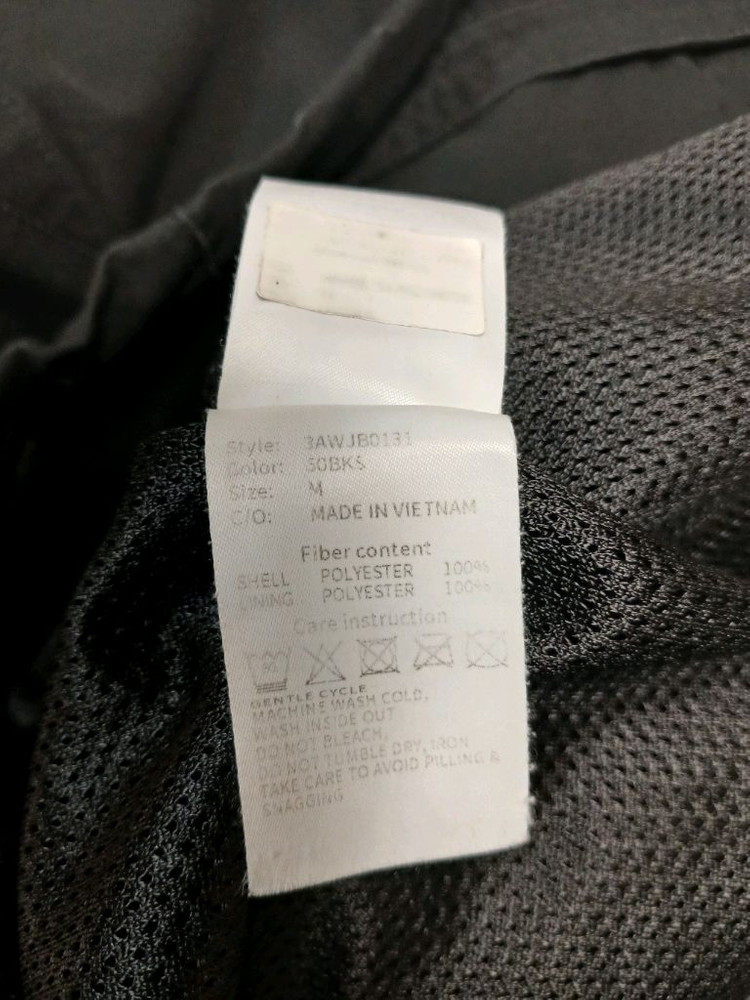 Style: 3AWJB0131
Color: 50BKS
Size: M
C/O: MADE IN VIETNAM
Fiber content
SHELL POLYESTER 100%
LINING POLYESTER 100%
Care instruction
GENTLE CYCLE
MACHINE WASH COLD,
WASH INSIDE OUT
DO NOT BLEACH,
DO NOT TUMBLE DRY, IRON
TAKE CARE TO AVOID PILLING &
SNAGGING